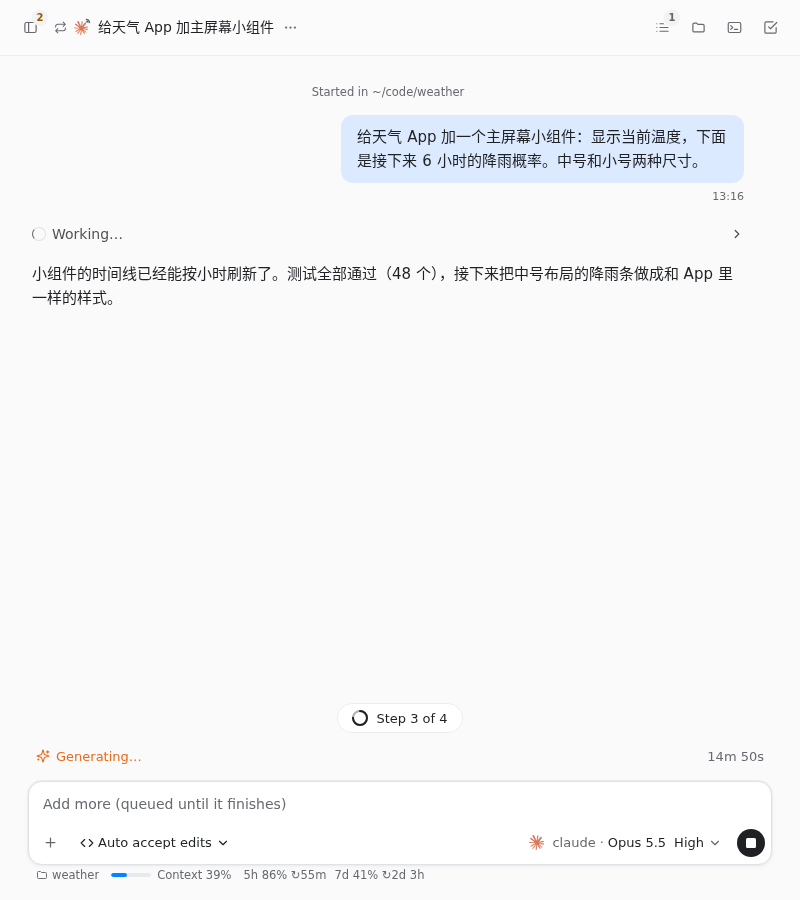 2
给天气 App 加主屏幕小组件
1
Started in ~/code/weather
给天气 App 加一个主屏幕小组件：显示当前温度，下面
是接下来 6 小时的降雨概率。中号和小号两种尺寸。
13:16
Working...
小组件的时间线已经能按小时刷新了。测试全部通过（48 个），接下来把中号布局的降雨条做成和 App 里
一样的样式。
Step 3 of 4
Generating... 14m 50s
Add more (queued until it finishes)
Auto accept edits claude · Opus 5.5 High
weather Context 39% 5h 86% ↻55m 7d 41% ↻2d 3h